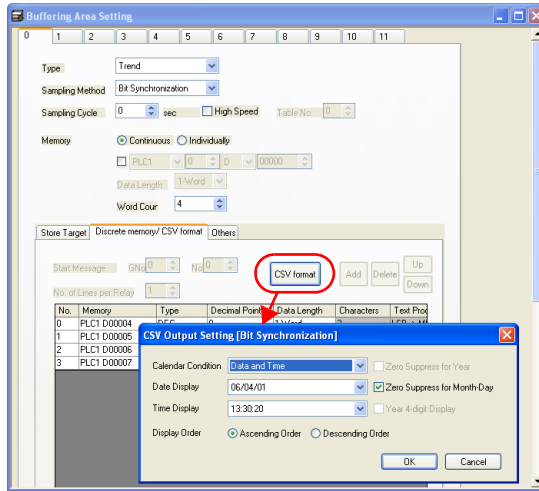 Buffering Area Setting
0 1 2 3 4 5 6 7 8 9 10 11
Type Trend
Sampling Method Bit Synchronization
Sampling Cycle 0 sec High Speed Table No. 0
Memory Continuous Individually
PLC1 0 D 00000
Data Length 1-Word
Word Cour 4
Store Target Discrete memory/ CSV format Others
Start Message GNo 0 No 0 CSV format Add Delete Up
Down
No. of Lines per Relay 1
No. Memory Type Decimal Point Data Length Characters Text Proc
0 PLC1 D00004
1 PLC1 D00005
2 PLC1 D00006
3 PLC1 D00007
CSV Output Setting [Bit Synchronization]
Calendar Condition Data and Time Zero Suppress for Year
Date Display 06/04/01 Zero Suppress for Month-Day
Time Display 13:30:20 Year 4-digit Display
Display Order Ascending Order Descending Order
OK Cancel